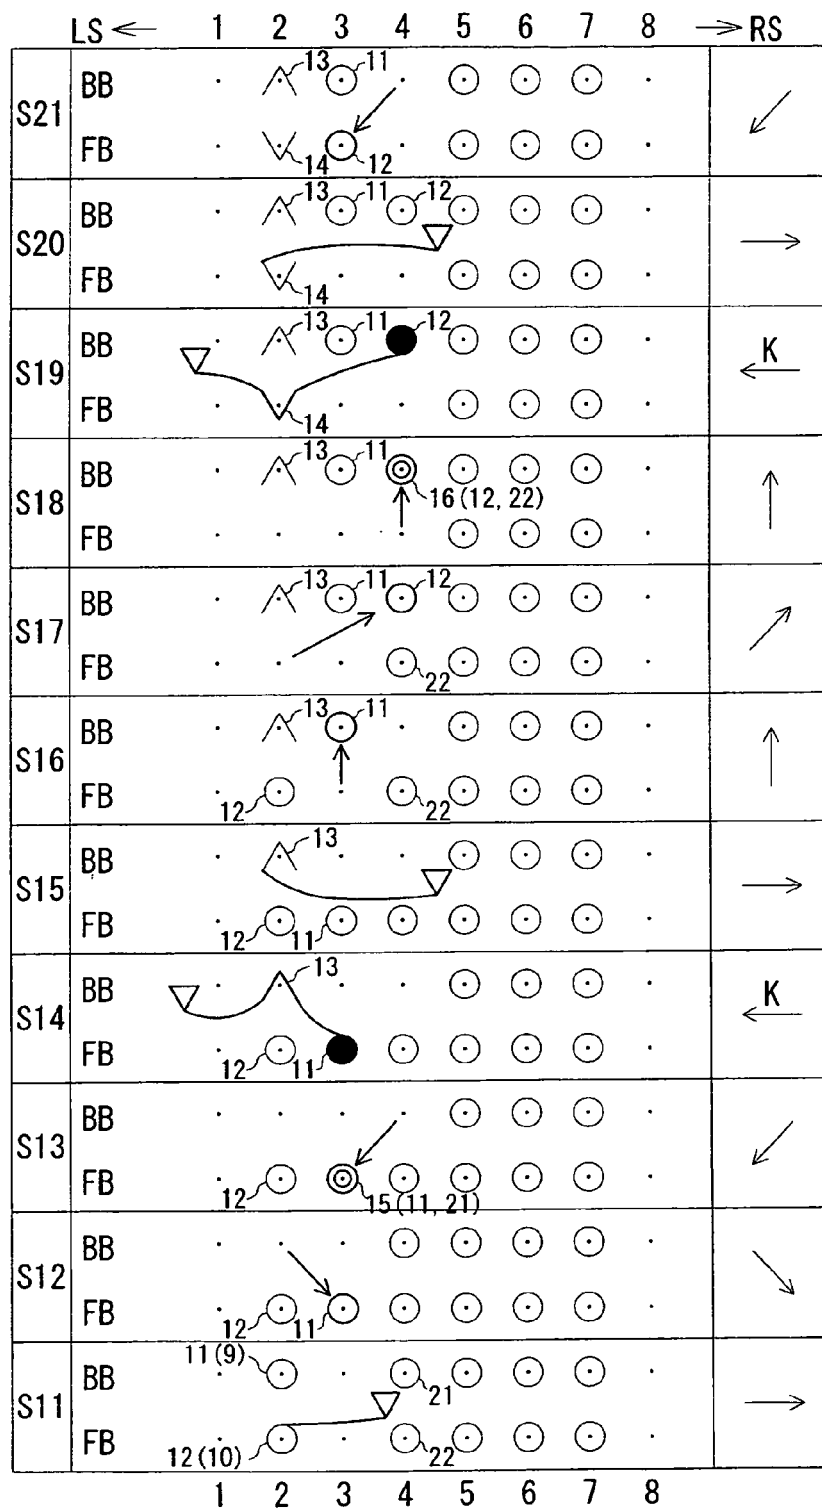 LS 1 2 3 4 5 6 7 8 RS
S21 BB 13 11
FB 14 12
S20 BB 13 11 12
FB 14
S19 BB 13 11 12 K
FB 14
S18 BB 13 11
16(12, 22)
FB
S17 BB 13 11 12
FB 22
S16 BB 13 11
FB 12 22
S15 BB 13
FB 12 11
S14 BB 13 K
FB 12 11
S13 BB
FB 12 15(11, 21)
S12 BB
FB 12 11
S11 BB 11(9) 21
FB 12(10) 22
1 2 3 4 5 6 7 8